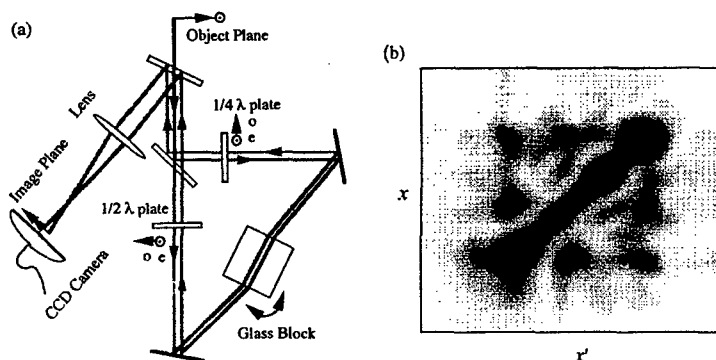 (a)
Object Plane
(b)
Lens
1/4 λ plate
o
e
Image Plane
1/2 λ plate
o e
CCD Camera
Glass Block
x
x'